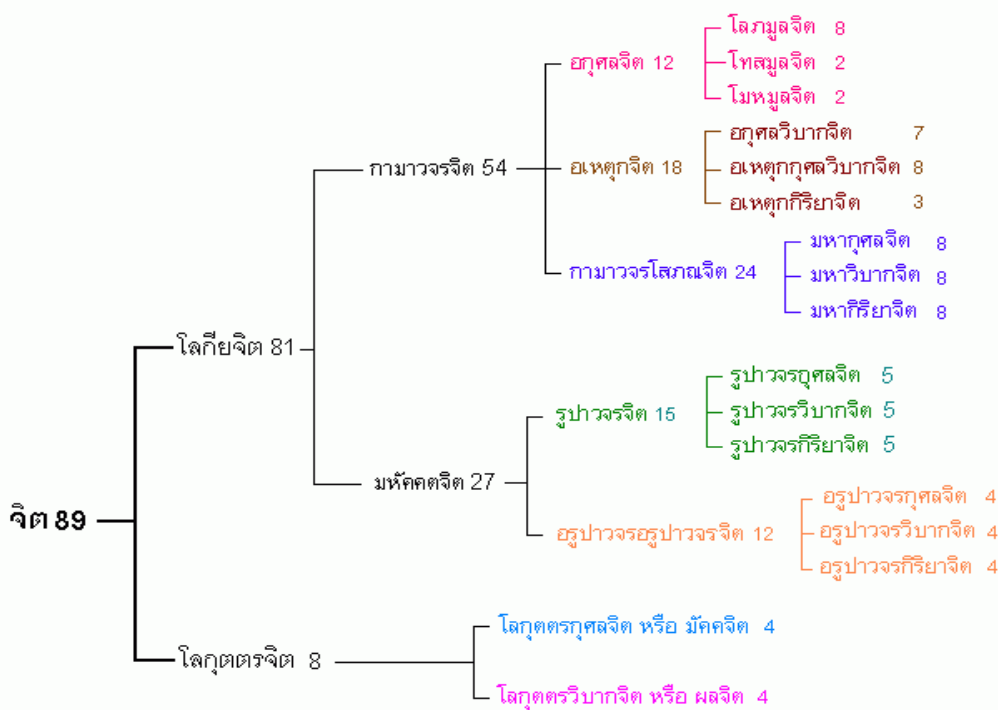 โลภมูลจิต 8
อกุศลจิต 12
โทสมูลจิต 2
โมหมูลจิต 2
อกุศลวิบากจิต 7
กามาวจรจิต 54
อเหตุกจิต 18
อเหตุกกุศลวิบากจิต 8
อเหตุกกิริยาจิต 3
มหากุศลจิต 8
กามาวจรโสภณจิต 24
มหาวิบากจิต 8
มหากิริยาจิต 8
โลกียจิต 81
รูปาวจรกุศลจิต 5
รูปาวจรจิต 15
รูปาวจรวิบากจิต 5
รูปาวจรกิริยาจิต 5
มหัคคตจิต 27
อรูปาวจรกุศลจิต 4
จิต 89
อรูปาวจรอรูปาวจรจิต 12
อรูปาวจรวิบากจิต 4
อรูปาวจรกิริยาจิต 4
โลกุตตรกุศลจิต หรือ มัคคจิต 4
โลกุตตรจิต 8
โลกุตตรวิบากจิต หรือ ผลจิต 4